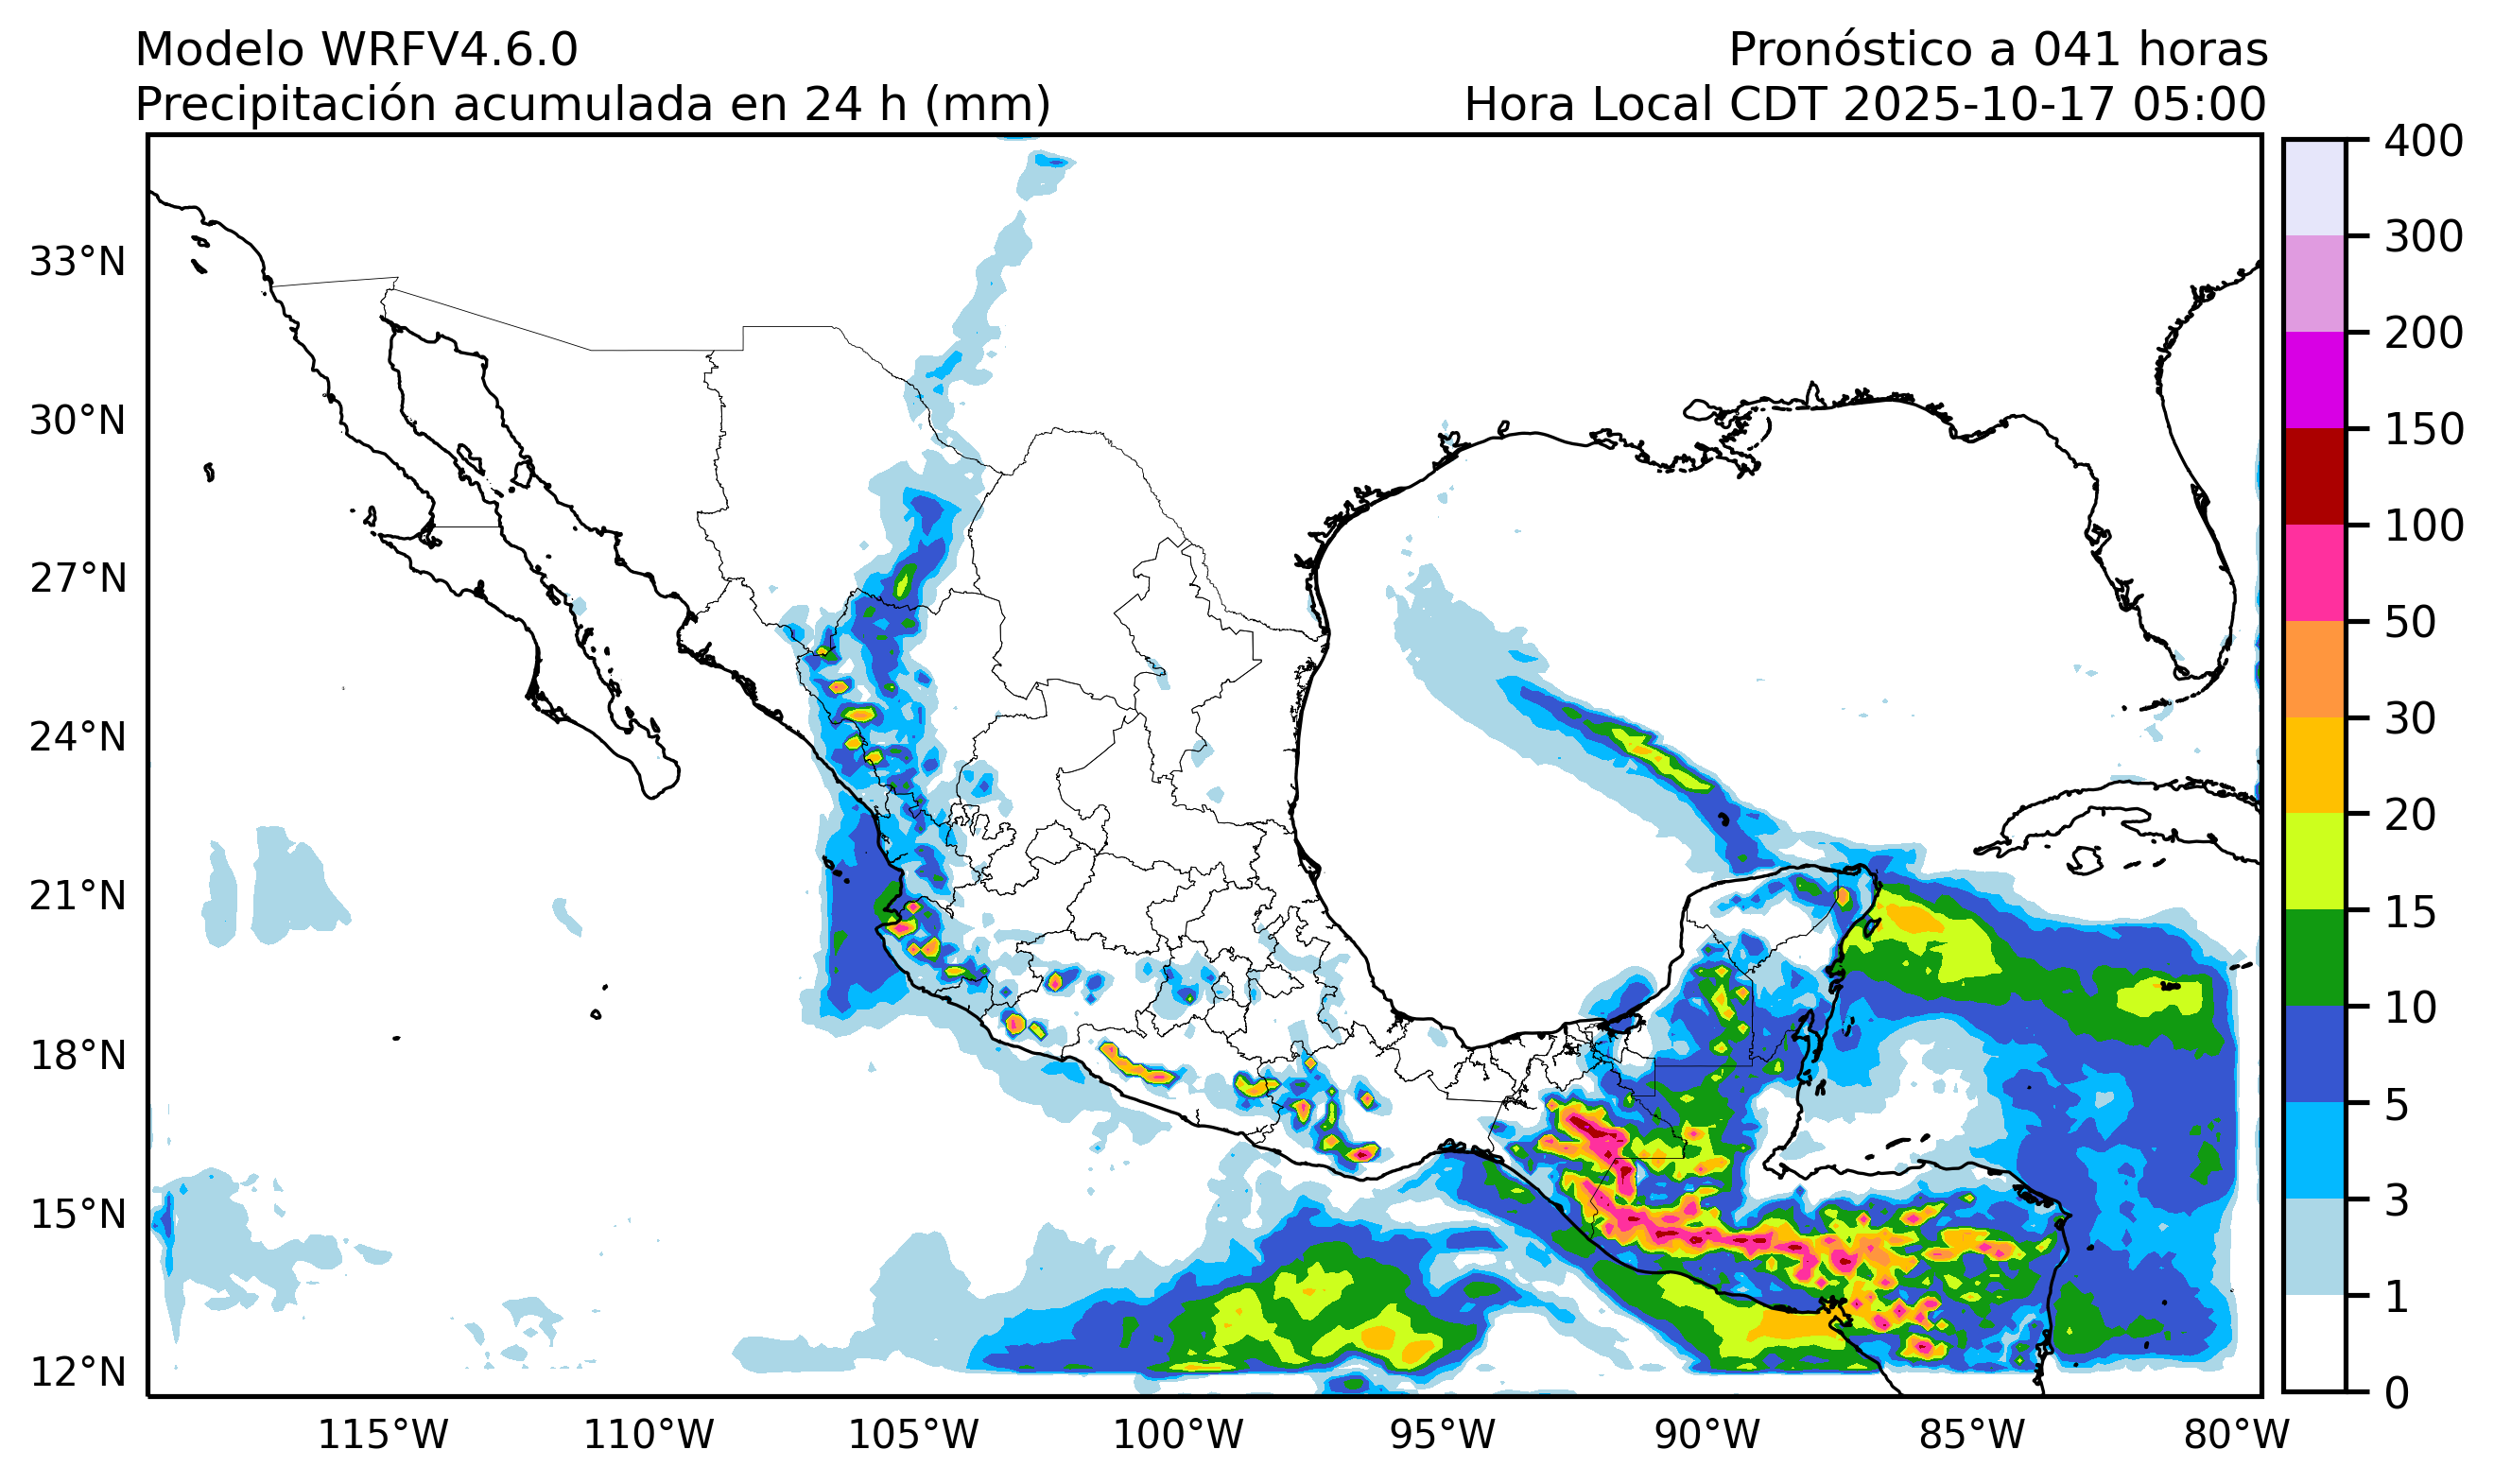 Modelo WRFV4.6.0
Pronóstico a 041 horas
Precipitación acumulada en 24 h (mm)
Hora Local CDT 2025-10-17 05:00
33°N
30°N
27°N
24°N
21°N
18°N
15°N
12°N
115°W
110°W
105°W
100°W
95°W
90°W
85°W
80°W
400
300
200
150
100
50
30
20
15
10
5
3
1
0